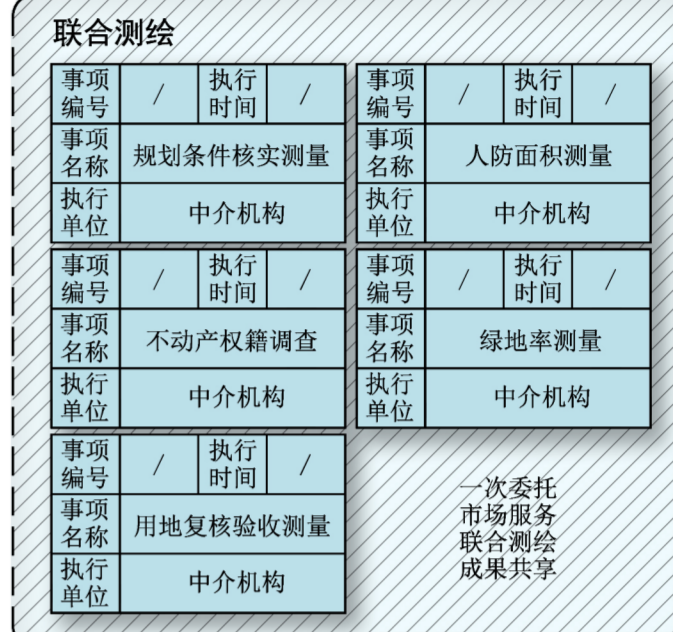 联合测绘
事项编号 / 执行时间 /
事项名称 规划条件核实测量
执行单位 中介机构
事项编号 / 执行时间 /
事项名称 人防面积测量
执行单位 中介机构
事项编号 / 执行时间 /
事项名称 不动产权籍调查
执行单位 中介机构
事项编号 / 执行时间 /
事项名称 绿地率测量
执行单位 中介机构
事项编号 / 执行时间 /
事项名称 用地复核验收测量
执行单位 中介机构
一次委托
市场服务
联合测绘
成果共享